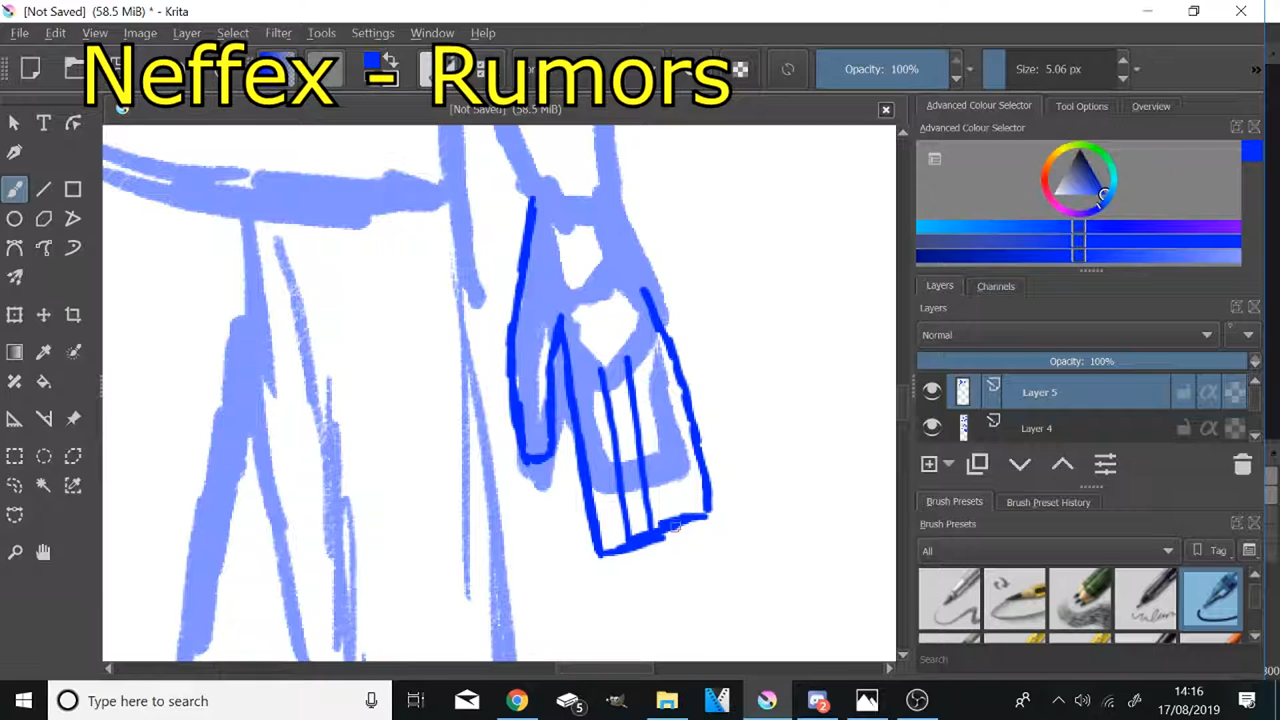 [Not Saved] (58.5 MiB) * - Krita
File Edit View Image Layer Select Filter Tools Settings Window Help
Neffex - Rumors
Opacity: 100%
Size: 5.06 px
[Not Saved] (58.5 MiB)
Advanced Colour Selector Tool Options Overview
Advanced Colour Selector
Layers Channels
Layers
Normal
Opacity: 100%
Layer 5
Layer 4
Brush Presets Brush Preset History
Brush Presets
All Tag
Search
Type here to search
5
2
14:16
17/08/2019